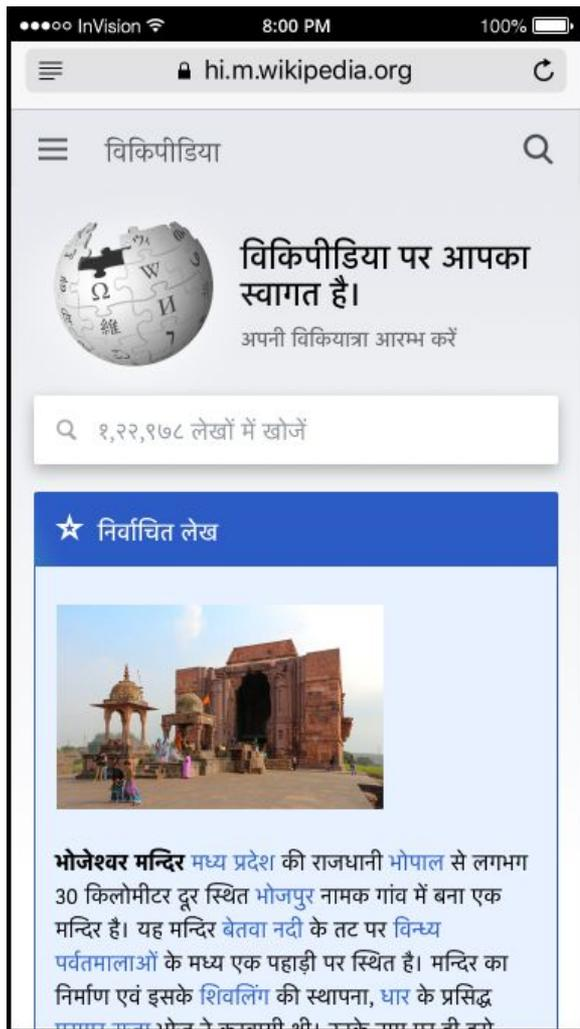 InVision 8:00 PM 100%
hi.m.wikipedia.org
विकिपीडिया
Ω W И 維 7
विकिपीडिया पर आपका
स्वागत है।
अपनी विकियात्रा आरम्भ करें
१,२२,९७८ लेखों में खोजें
निर्वाचित लेख
भोजेश्वर मन्दिर मध्य प्रदेश की राजधानी भोपाल से लगभग
30 किलोमीटर दूर स्थित भोजपुर नामक गांव में बना एक
मन्दिर है। यह मन्दिर बेतवा नदी के तट पर विन्ध्य
पर्वतमालाओं के मध्य एक पहाड़ी पर स्थित है। मन्दिर का
निर्माण एवं इसके शिवलिंग की स्थापना, धार के प्रसिद्ध